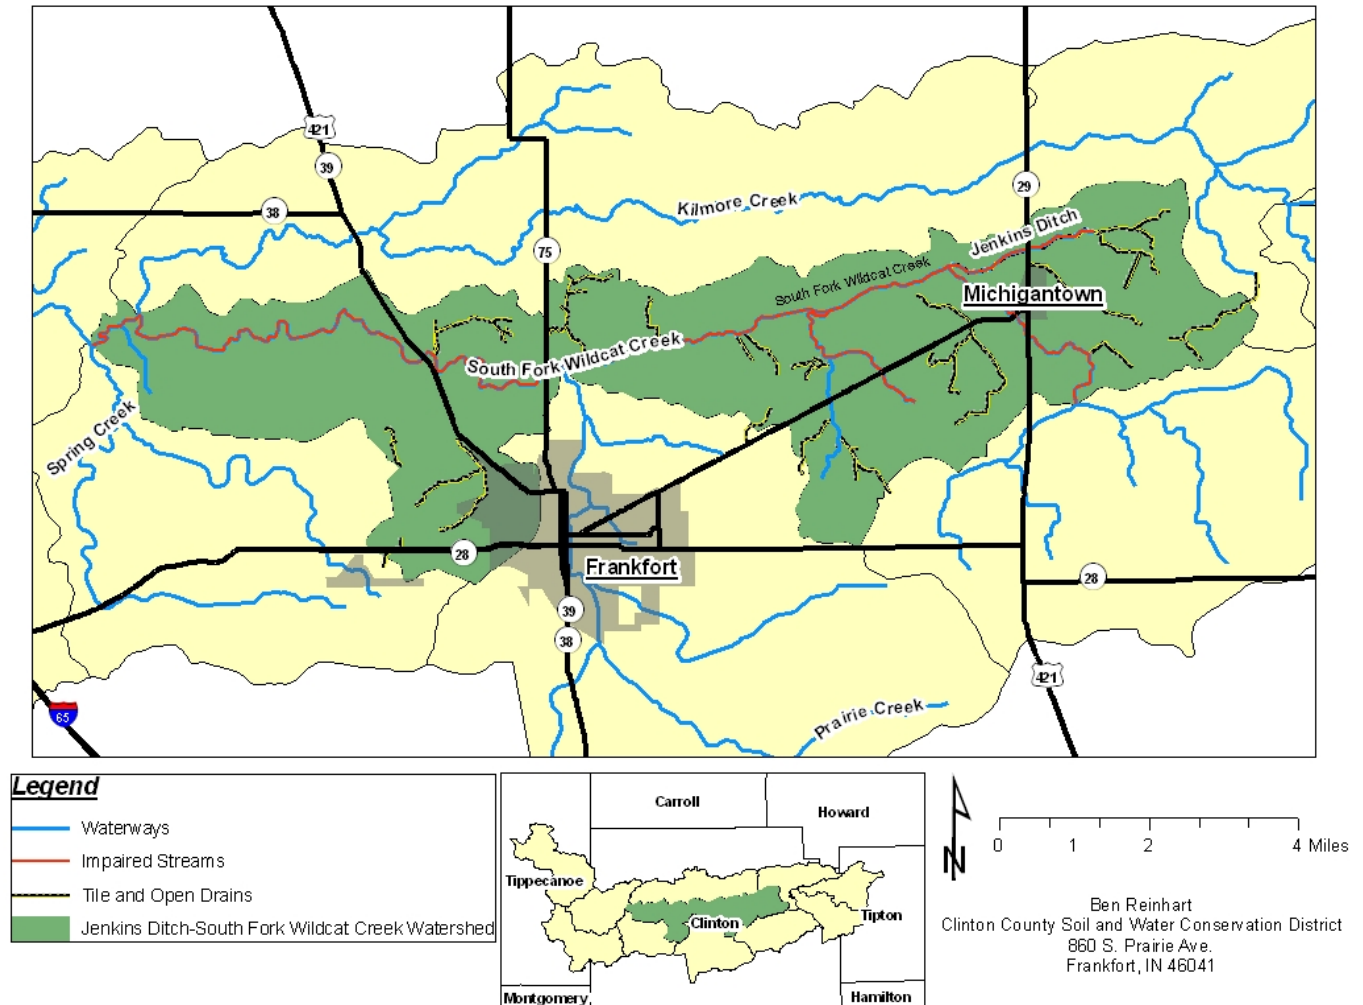 421
39
38
Kilmore Creek
29
Jenkins Ditch
75
South Fork Wildcat Creek
Michigantown
South Fork Wildcat Creek
Spring Creek
28
Frankfort
28
39
38
421
Prairie Creek
65
Legend
Waterways
Impaired Streams
Tile and Open Drains
Jenkins Ditch-South Fork Wildcat Creek Watershed
Carroll
Howard
Tippecanoe
Clinton
Tipton
Montgomery
Hamilton
N
0 1 2 4 Miles
Ben Reinhart
Clinton County Soil and Water Conservation District
860 S. Prairie Ave.
Frankfort, IN 46041